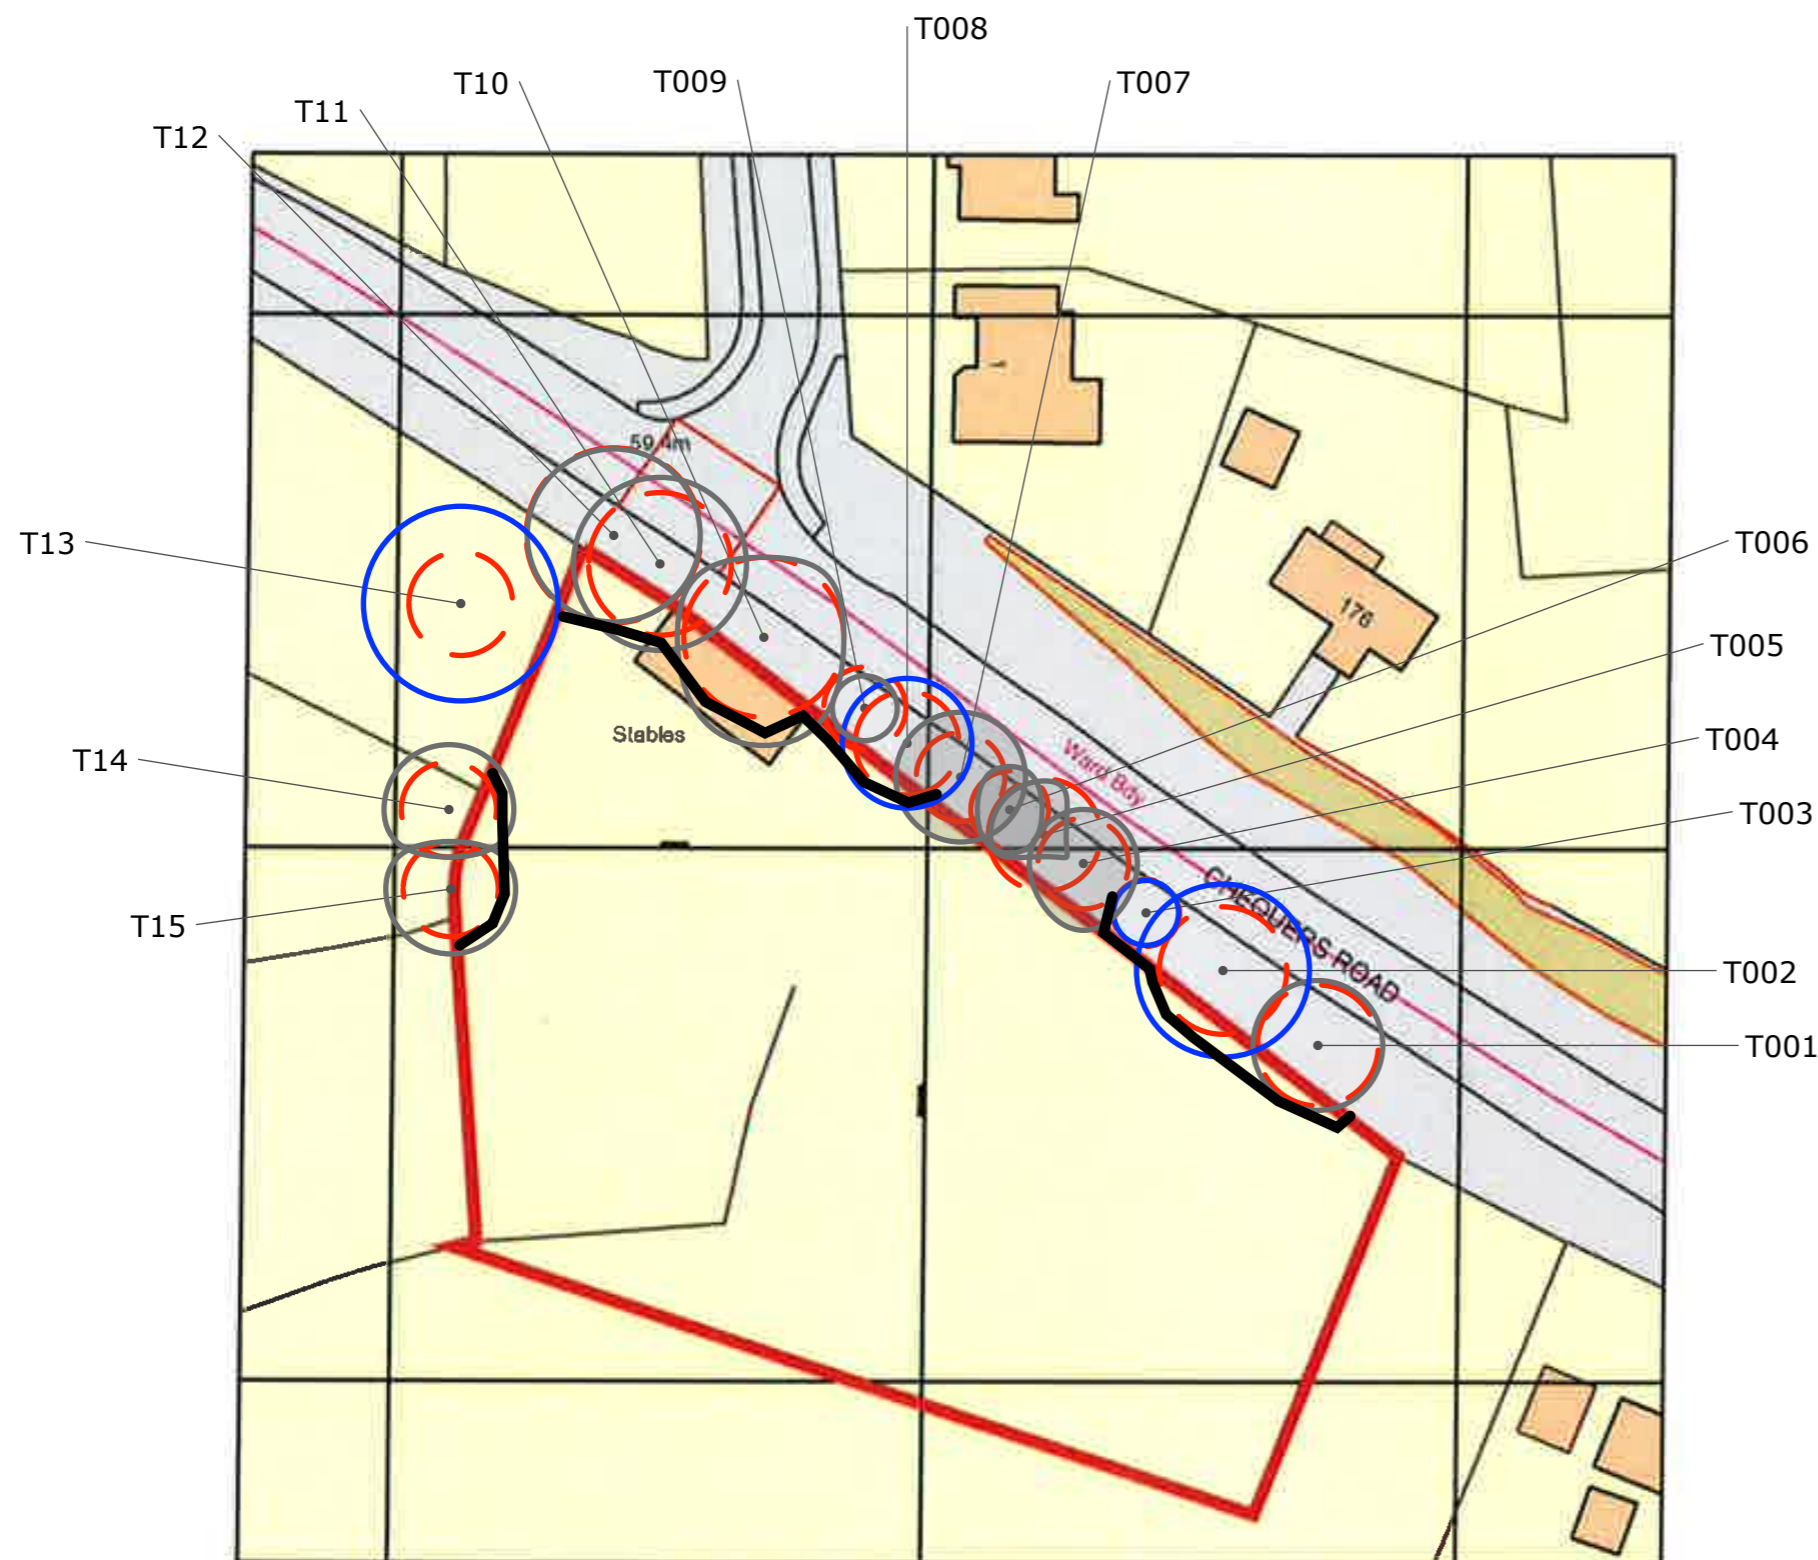 T008
T10
T009
T007
T11
T12
59.4m
T13
T006
176
T005
Stables
T004
Ward Bdy
T14
T003
CHEQUERS ROAD
T15
T002
T001